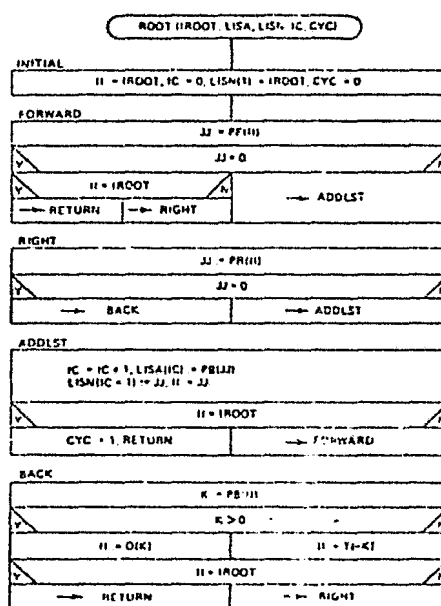 ROOT (IROOT, LISA, LISN, IC, CYC)
INITIAL
II = IROOT, IC = 0, LISN(1) = IROOT, CYC = 0
FORWARD
JJ = PF(II)
Y JJ = 0 N
Y II = IROOT N
→ RETURN → RIGHT → ADDLST
RIGHT
JJ = PR(II)
Y JJ = 0 N
→ BACK → ADDLST
ADDLST
IC = IC + 1, LISA(IC) = PB(JJ)
LISN(IC + 1) = JJ, II = JJ
Y II = IROOT N
CYC = 1, RETURN → FORWARD
BACK
K = PB(II)
Y K > 0 N
II = O(K) II = T(-K)
Y II = IROOT N
→ RETURN → RIGHT